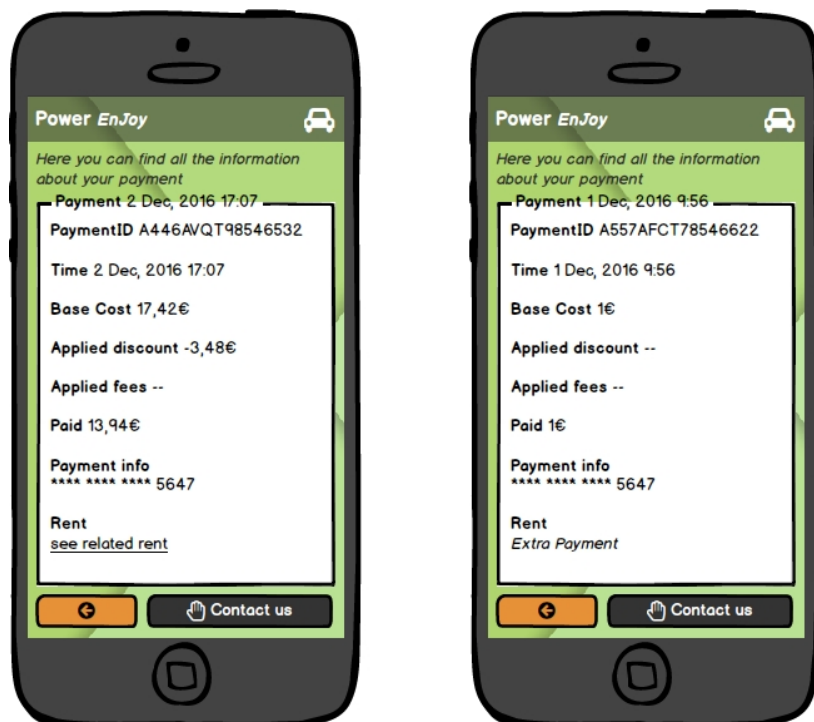 Power EnJoy
Here you can find all the information
about your payment
Payment 2 Dec, 2016 17:07
PaymentID A446AVQT98546532
Time 2 Dec, 2016 17:07
Base Cost 17,42€
Applied discount -3,48€
Applied fees --
Paid 13,94€
Payment info
**** **** **** 5647
Rent
see related rent
Contact us
Power EnJoy
Here you can find all the information
about your payment
Payment 1 Dec, 2016 9:56
PaymentID A557AFCT78546622
Time 1 Dec, 2016 9:56
Base Cost 1€
Applied discount --
Applied fees --
Paid 1€
Payment info
**** **** **** 5647
Rent
Extra Payment
Contact us